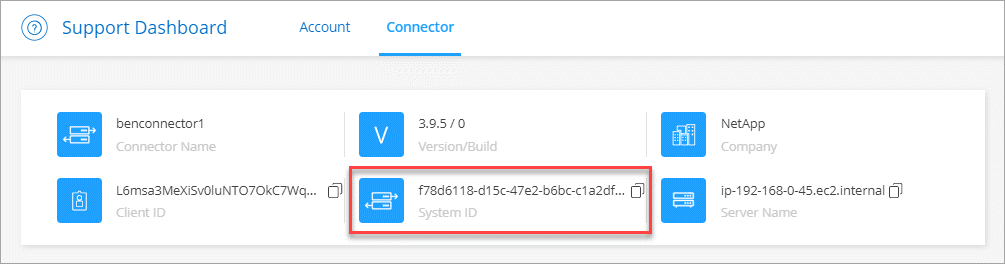 Support Dashboard Account Connector
benconnector1
Connector Name
V
3.9.5 / 0
Version/Build
NetApp
Company
L6msa3MeXiSv0luNTO7OkC7Wq...
Client ID
f78d6118-d15c-47e2-b6bc-c1a2df...
System ID
ip-192-168-0-45.ec2.internal
Server Name